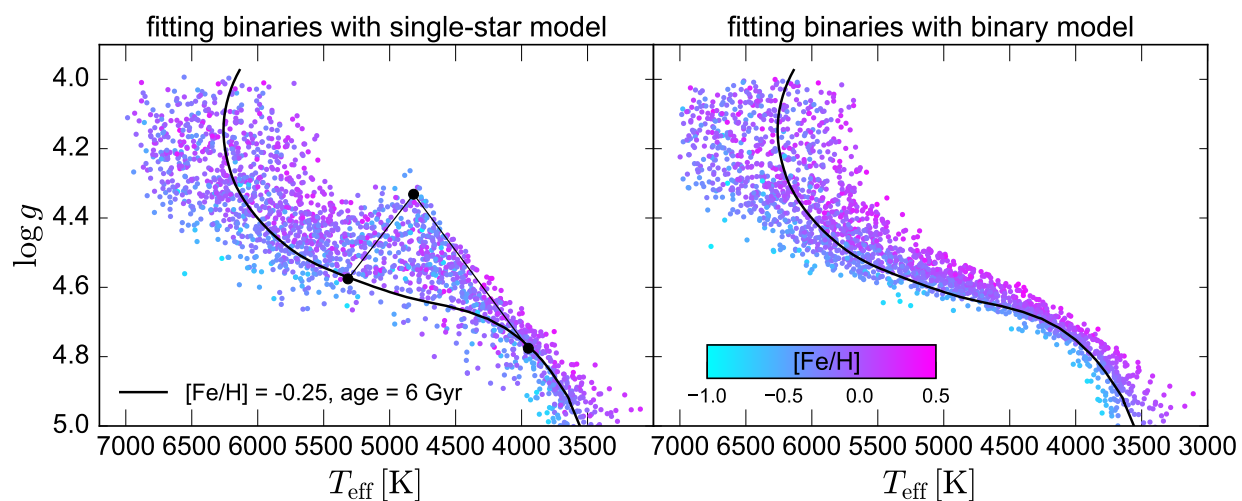 fitting binaries with single-star model
fitting binaries with binary model
4.0
4.2
4.4
4.6
4.8
5.0
log g
[Fe/H] = -0.25, age = 6 Gyr
[Fe/H]
−1.0 −0.5 0.0 0.5
7000 6500 6000 5500 5000 4500 4000 3500
7000 6500 6000 5500 5000 4500 4000 3500 3000
T_eff [K]
T_eff [K]